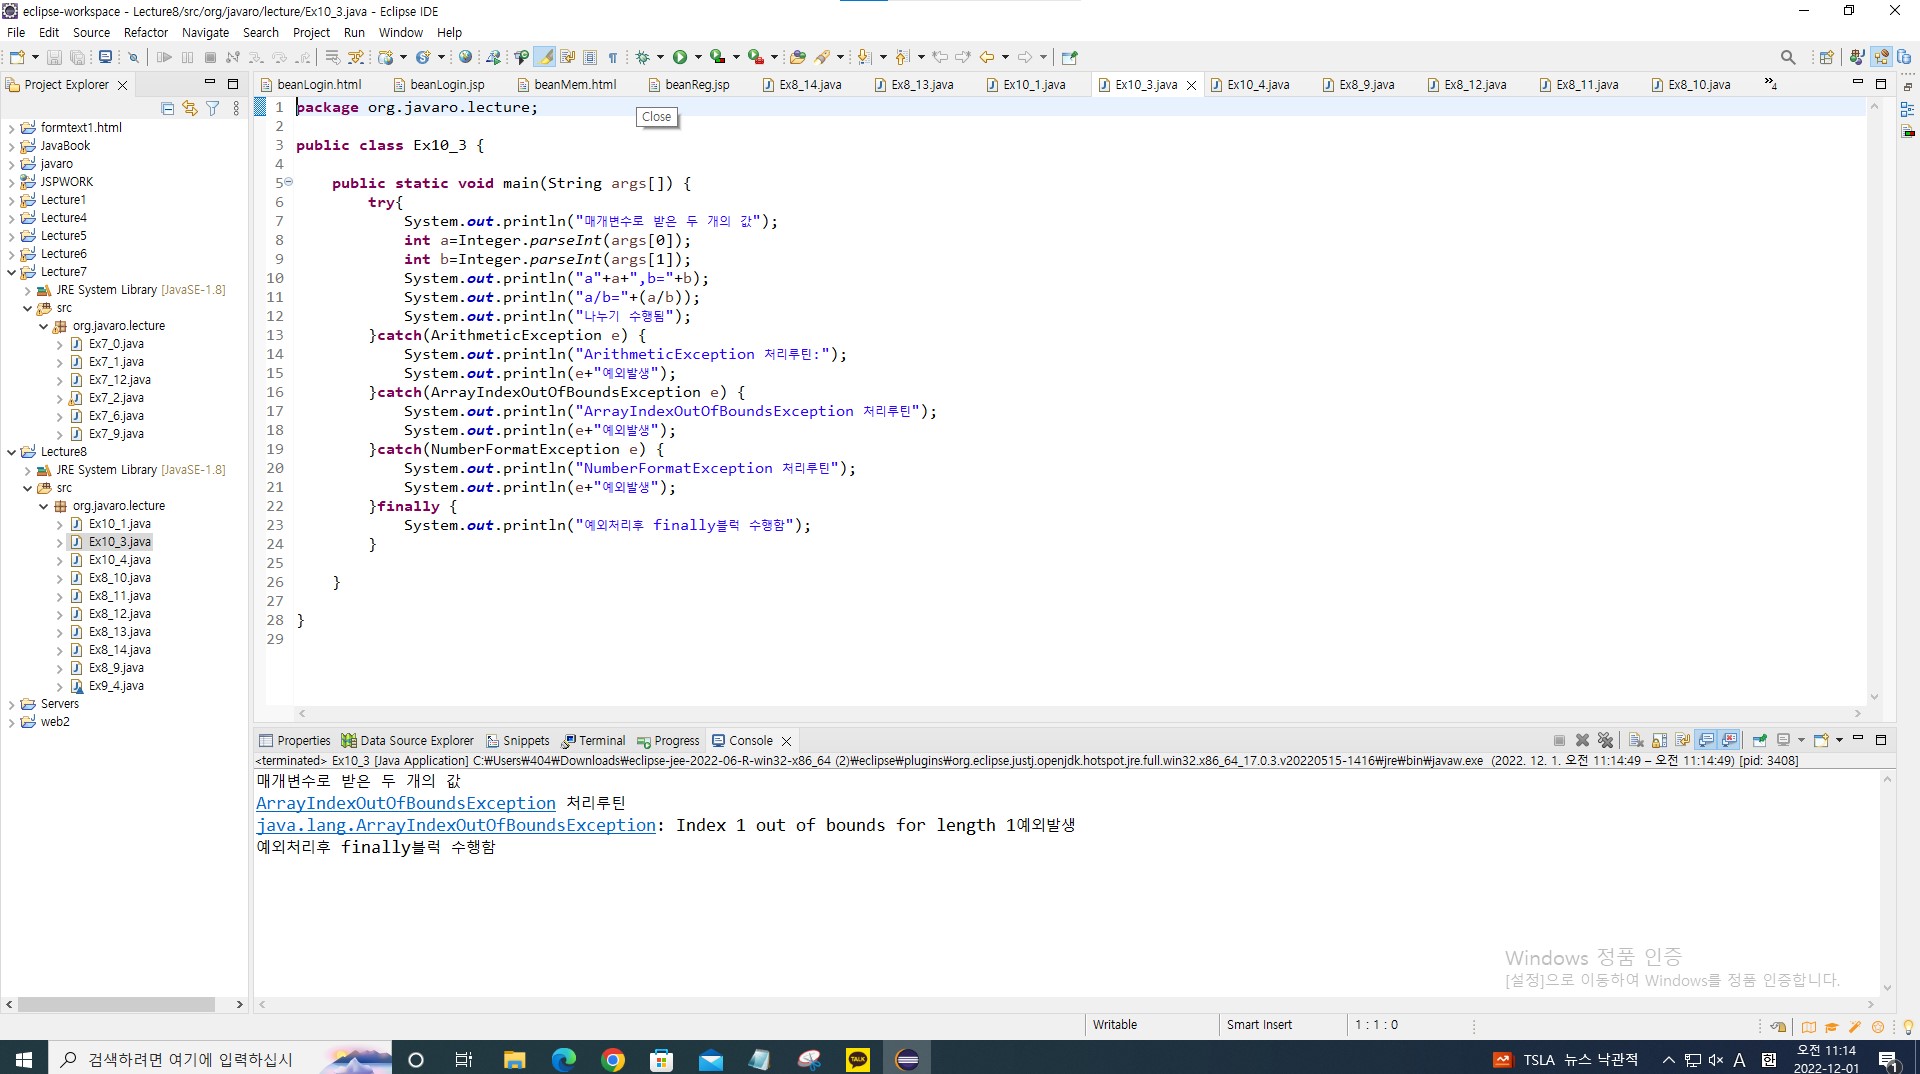 eclipse-workspace - Lecture8/src/org/javaro/lecture/Ex10_3.java - Eclipse IDE
File Edit Source Refactor Navigate Search Project Run Window Help
Project Explorer
beanLogin.html beanLogin.jsp beanMem.html beanReg.jsp Ex8_14.java Ex8_13.java Ex10_1.java Ex10_3.java Ex10_4.java Ex8_9.java Ex8_12.java Ex8_11.java Ex8_10.java »4
Close
formtext1.html
JavaBook
javaro
JSPWORK
Lecture1
Lecture4
Lecture5
Lecture6
Lecture7
JRE System Library [JavaSE-1.8]
src
org.javaro.lecture
Ex7_0.java
Ex7_1.java
Ex7_12.java
Ex7_2.java
Ex7_6.java
Ex7_9.java
Lecture8
JRE System Library [JavaSE-1.8]
src
org.javaro.lecture
Ex10_1.java
Ex10_3.java
Ex10_4.java
Ex8_10.java
Ex8_11.java
Ex8_12.java
Ex8_13.java
Ex8_14.java
Ex8_9.java
Ex9_4.java
Servers
web2
1 package org.javaro.lecture;
2
3 public class Ex10_3 {
4
5 public static void main(String args[]) {
6 try{
7 System.out.println("매개변수로 받은 두 개의 값");
8 int a=Integer.parseInt(args[0]);
9 int b=Integer.parseInt(args[1]);
10 System.out.println("a"+a+",b="+b);
11 System.out.println("a/b="+(a/b));
12 System.out.println("나누기 수행됨");
13 }catch(ArithmeticException e) {
14 System.out.println("ArithmeticException 처리루틴:");
15 System.out.println(e+"예외발생");
16 }catch(ArrayIndexOutOfBoundsException e) {
17 System.out.println("ArrayIndexOutOfBoundsException 처리루틴");
18 System.out.println(e+"예외발생");
19 }catch(NumberFormatException e) {
20 System.out.println("NumberFormatException 처리루틴");
21 System.out.println(e+"예외발생");
22 }finally {
23 System.out.println("예외처리후 finally블럭 수행함");
24 }
25
26 }
27
28 }
29
Properties Data Source Explorer Snippets Terminal Progress Console
<terminated> Ex10_3 [Java Application] C:₩Users₩404₩Downloads₩eclipse-jee-2022-06-R-win32-x86_64 (2)₩eclipse₩plugins₩org.eclipse.justj.openjdk.hotspot.jre.full.win32.x86_64_17.0.3.v20220515-1416₩jre₩bin₩javaw.exe (2022. 12. 1. 오전 11:14:49 – 오전 11:14:49) [pid: 3408]
매개변수로 받은 두 개의 값
ArrayIndexOutOfBoundsException 처리루틴
java.lang.ArrayIndexOutOfBoundsException: Index 1 out of bounds for length 1예외발생
예외처리후 finally블럭 수행함
Windows 정품 인증
[설정]으로 이동하여 Windows를 정품 인증합니다.
Writable Smart Insert 1 : 1 : 0
검색하려면 여기에 입력하십시
TALK
TSLA 뉴스 낙관적
A 한
오전 11:14
2022-12-01
1